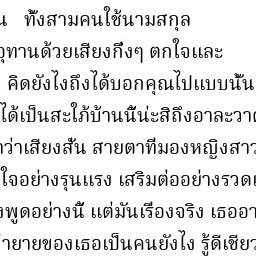 น ทั้งสามคนใช้นามสกุล
อุทานด้วยเสียงกึ่งๆ ตกใจและ
คิดยังไงถึงได้บอกคุณไปแบบนั้น
ได้เป็นสะใภ้บ้านนี้น่ะสิถึงอาละวา
ว่าเสียงสั่น สายตาที่มองหญิงสาว
ใจอย่างรุนแรง เสริมต่ออย่างรวดเ
พูดอย่างนี้ แต่มันเรื่องจริง เธออา
ยายของเธอเป็นคนยังไง รู้ดีเชียว